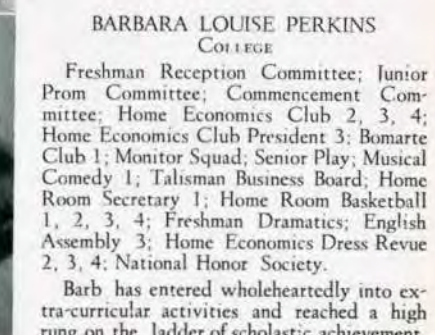 BARBARA LOUISE PERKINS
COLLEGE
Freshman Reception Committee; Junior
Prom Committee; Commencement Com-
mittee; Home Economics Club 2, 3, 4;
Home Economics Club President 3; Bomarte
Club 1; Monitor Squad; Senior Play; Musical
Comedy 1; Talisman Business Board; Home
Room Secretary 1; Home Room Basketball
1, 2, 3, 4; Freshman Dramatics; English
Assembly 3; Home Economics Dress Revue
2, 3, 4; National Honor Society.
Barb has entered wholeheartedly into ex-
tra-curricular activities and reached a high
rung on the ladder of scholastic achievement.